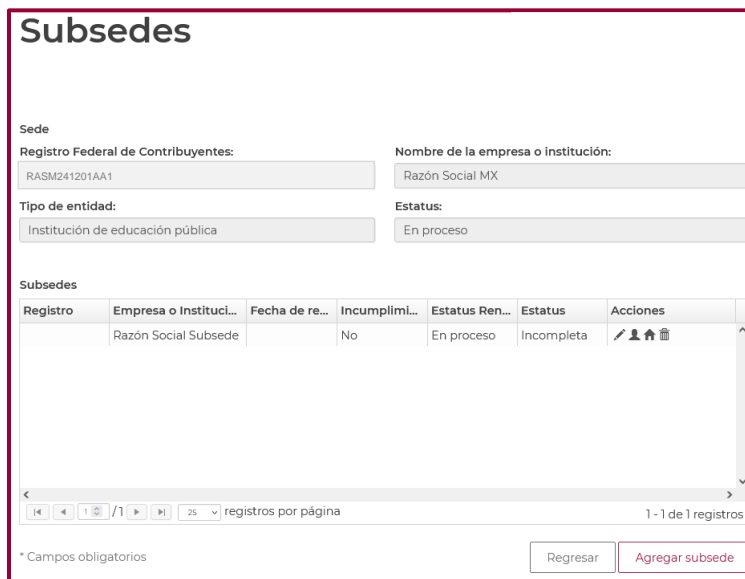 Subsedes
Sede
Registro Federal de Contribuyentes: Nombre de la empresa o institución:
RASM241201AA1 Razón Social MX
Tipo de entidad: Estatus:
Institución de educación pública En proceso
Subsedes
Registro Empresa o Instituci... Fecha de re... Incumplimi... Estatus Ren... Estatus Acciones
Razón Social Subsede No En proceso Incompleta
1 /1 25 registros por página 1 - 1 de 1 registros
* Campos obligatorios Regresar Agregar subsede